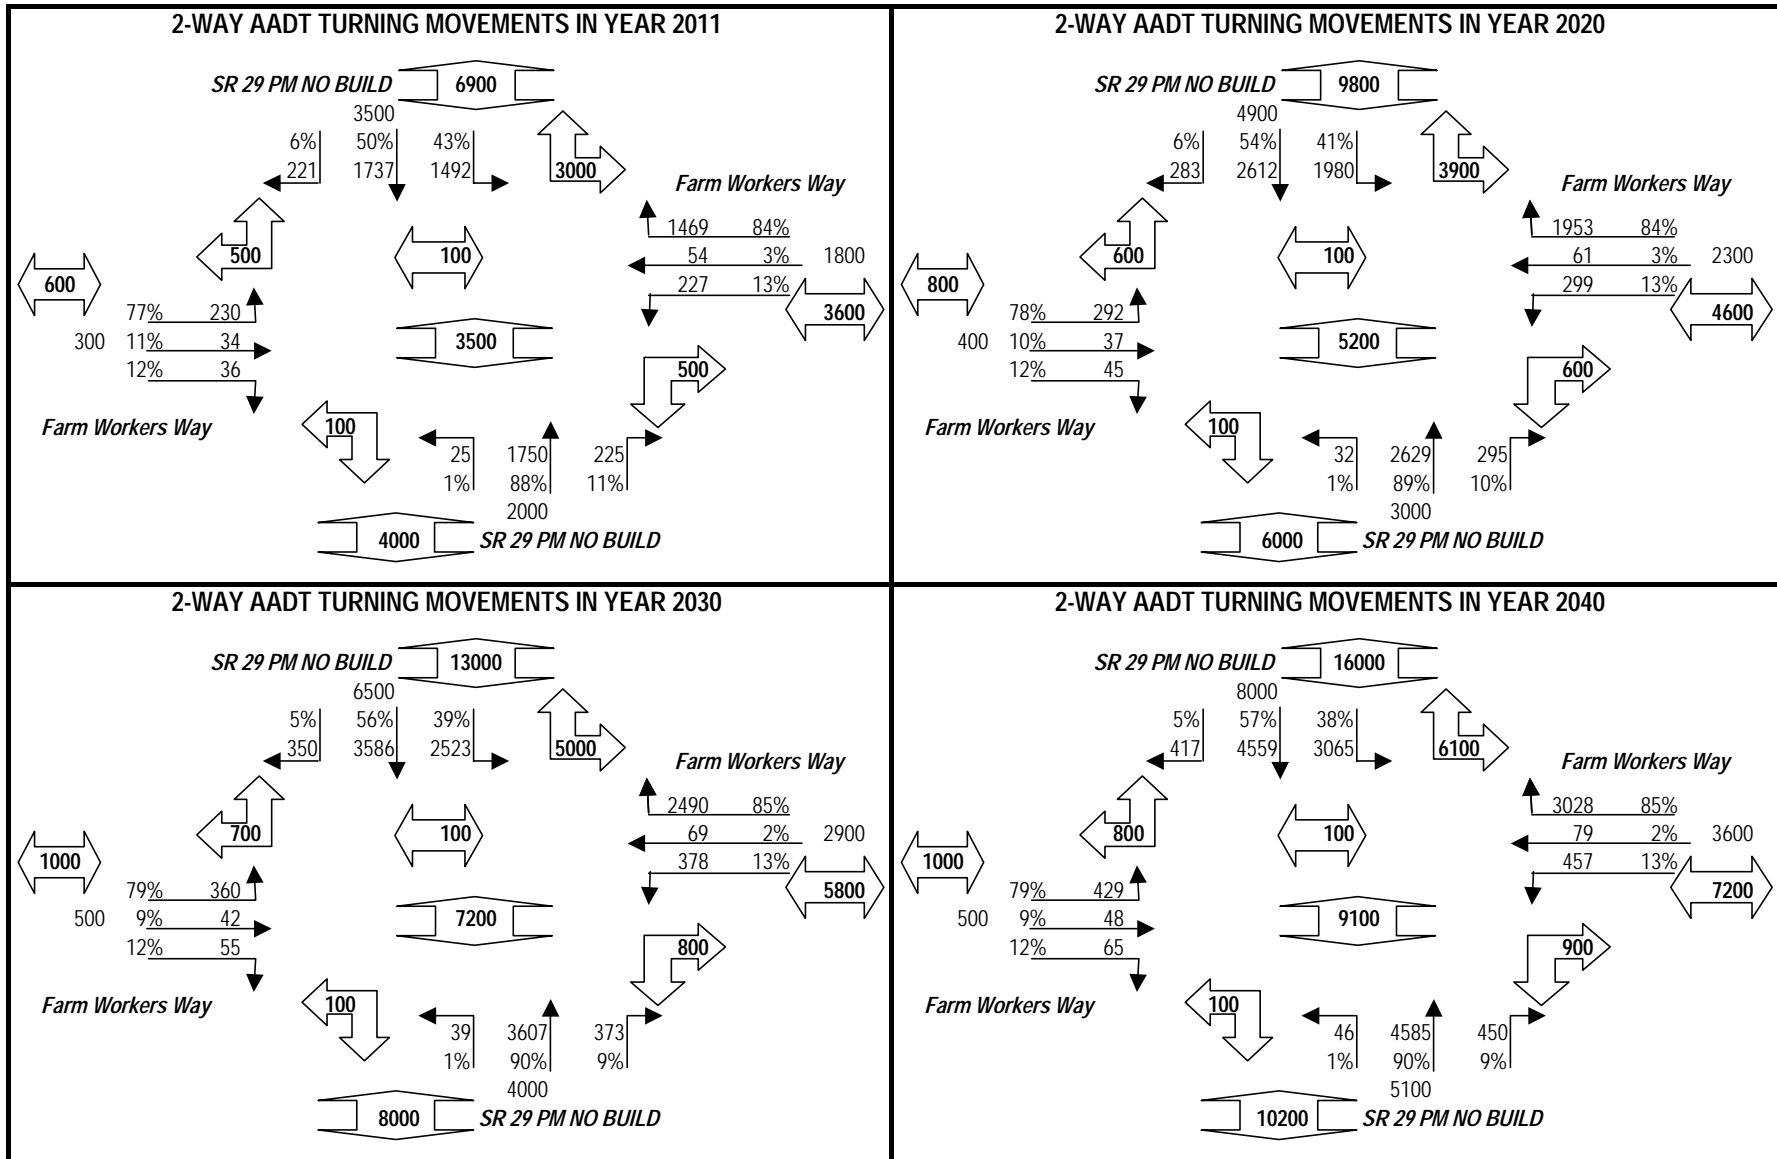 2-WAY AADT TURNING MOVEMENTS IN YEAR 2011
SR 29 PM NO BUILD 6900
3500
6% 50% 43%
221 1737 1492 3000
Farm Workers Way
1469 84%
500 100 54 3% 1800
600 227 13%
77% 230 3600
300 11% 34 3500
12% 36 500
Farm Workers Way 100
25 1750 225
1% 88% 11%
2000
4000 SR 29 PM NO BUILD
2-WAY AADT TURNING MOVEMENTS IN YEAR 2020
SR 29 PM NO BUILD 9800
4900
6% 54% 41%
283 2612 1980 3900
Farm Workers Way
1953 84%
600 100 61 3% 2300
800 299 13%
78% 292 4600
400 10% 37 5200
12% 45 600
Farm Workers Way 100
32 2629 295
1% 89% 10%
3000
6000 SR 29 PM NO BUILD
2-WAY AADT TURNING MOVEMENTS IN YEAR 2030
SR 29 PM NO BUILD 13000
6500
5% 56% 39%
350 3586 2523 5000
Farm Workers Way
2490 85%
700 100 69 2% 2900
1000 378 13%
79% 360 5800
500 9% 42 7200
12% 55 800
Farm Workers Way 100
39 3607 373
1% 90% 9%
4000
8000 SR 29 PM NO BUILD
2-WAY AADT TURNING MOVEMENTS IN YEAR 2040
SR 29 PM NO BUILD 16000
8000
5% 57% 38%
417 4559 3065 6100
Farm Workers Way
3028 85%
800 100 79 2% 3600
1000 457 13%
79% 429 7200
500 9% 48 9100
12% 65 900
Farm Workers Way 100
46 4585 450
1% 90% 9%
5100
10200 SR 29 PM NO BUILD